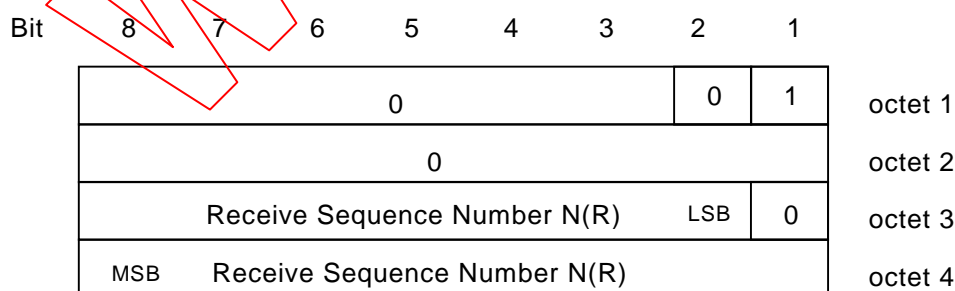 Bit 8 7 6 5 4 3 2 1
0 0 1 octet 1
0 octet 2
Receive Sequence Number N(R) LSB 0 octet 3
MSB Receive Sequence Number N(R) octet 4